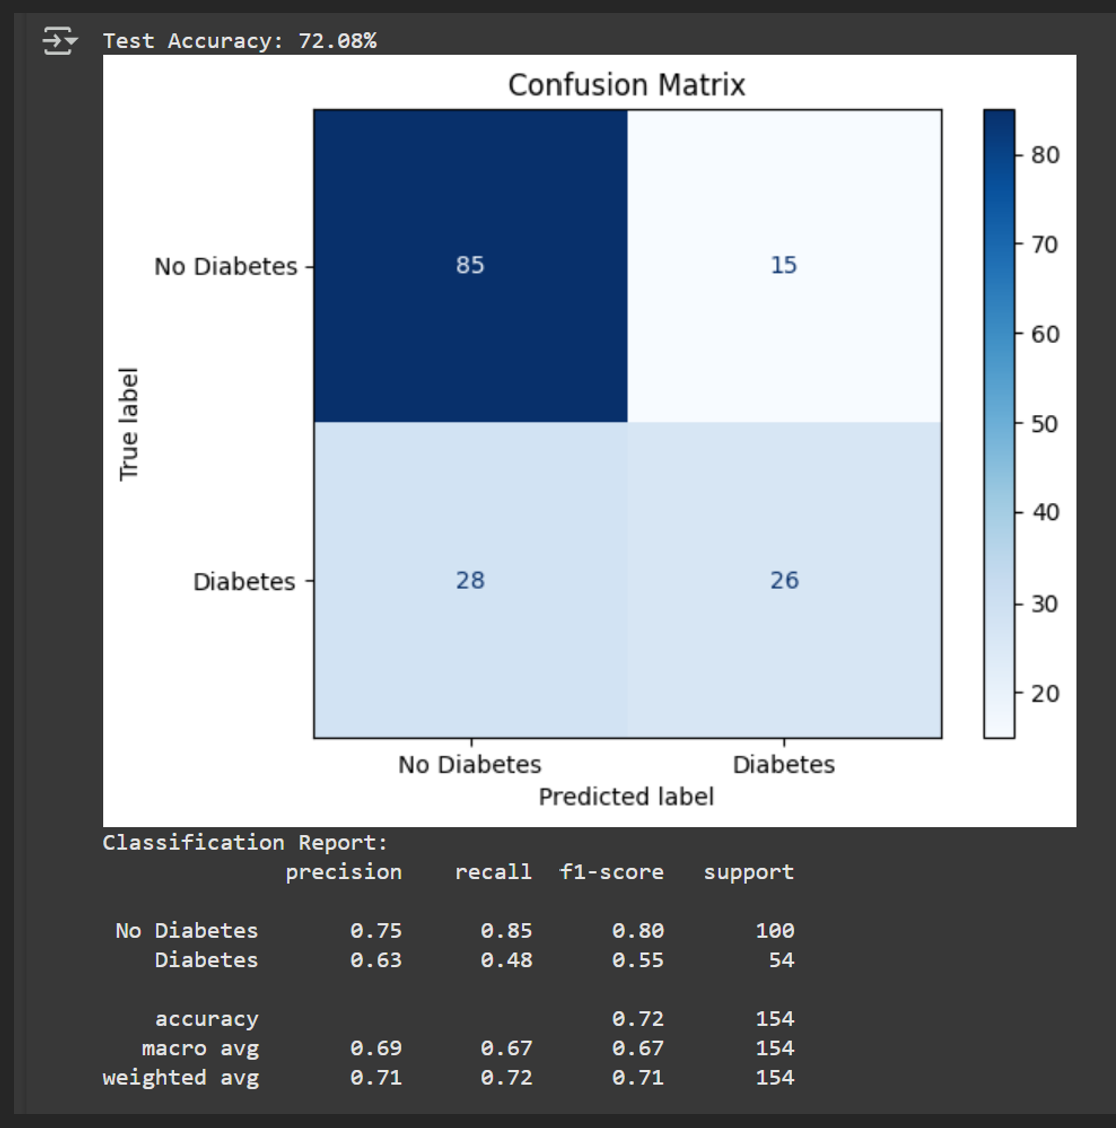 Test Accuracy: 72.08%
Confusion Matrix
No Diabetes
85
15
Diabetes
28
26
True label
No Diabetes
Diabetes
Predicted label
80
70
60
50
40
30
20
Classification Report:
precision recall f1-score support
No Diabetes 0.75 0.85 0.80 100
Diabetes 0.63 0.48 0.55 54
accuracy 0.72 154
macro avg 0.69 0.67 0.67 154
weighted avg 0.71 0.72 0.71 154